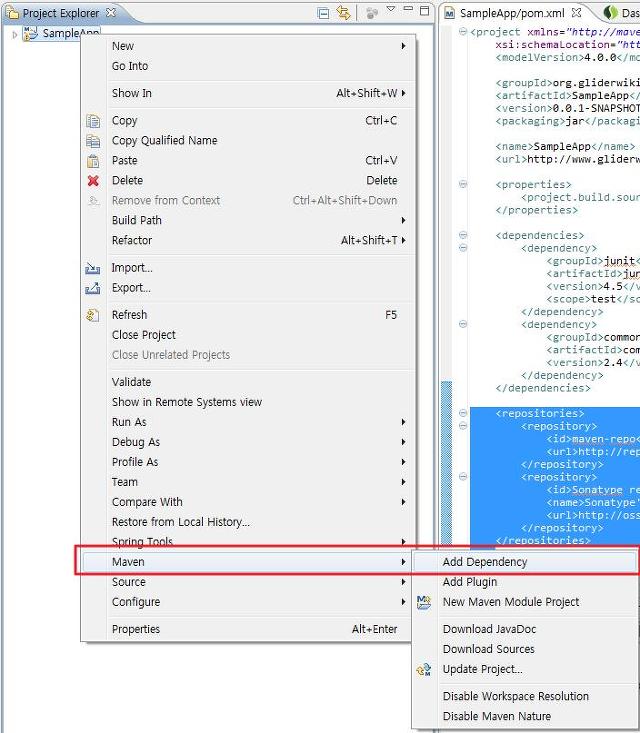 Project Explorer
SampleApp
New
Go Into
Show In Alt+Shift+W
Copy Ctrl+C
Copy Qualified Name
Paste Ctrl+V
Delete Delete
Remove from Context Ctrl+Alt+Shift+Down
Build Path
Refactor Alt+Shift+T
Import...
Export...
Refresh F5
Close Project
Close Unrelated Projects
Validate
Show in Remote Systems view
Run As
Debug As
Profile As
Team
Compare With
Restore from Local History...
Spring Tools
Maven
Source
Configure
Properties Alt+Enter
Add Dependency
Add Plugin
New Maven Module Project
Download JavaDoc
Download Sources
Update Project...
Disable Workspace Resolution
Disable Maven Nature
SampleApp/pom.xml
Das
<project xmlns="http://mave
xsi:schemaLocation="ht
<modelVersion>4.0.0</mo
<groupId>org.gliderwiki
<artifactId>SampleApp</
<version>0.0.1-SNAPSHOT
<packaging>jar</packagin
<name>SampleApp</name>
<url>http://www.gliderw
<properties>
<project.build.sour
</properties>
<dependencies>
<dependency>
<groupId>junit<
<artifactId>jun
<version>4.5</v
<scope>test</sc
</dependency>
<dependency>
<groupId>common
<artifactId>com
<version>2.4</v
</dependency>
</dependencies>
<repositories>
<repository>
<id>maven-repo<
<url>http://rep
</repository>
<repository>
<id>Sonatype re
<name>Sonatype'
<url>http://oss
</repository>
</repositories>